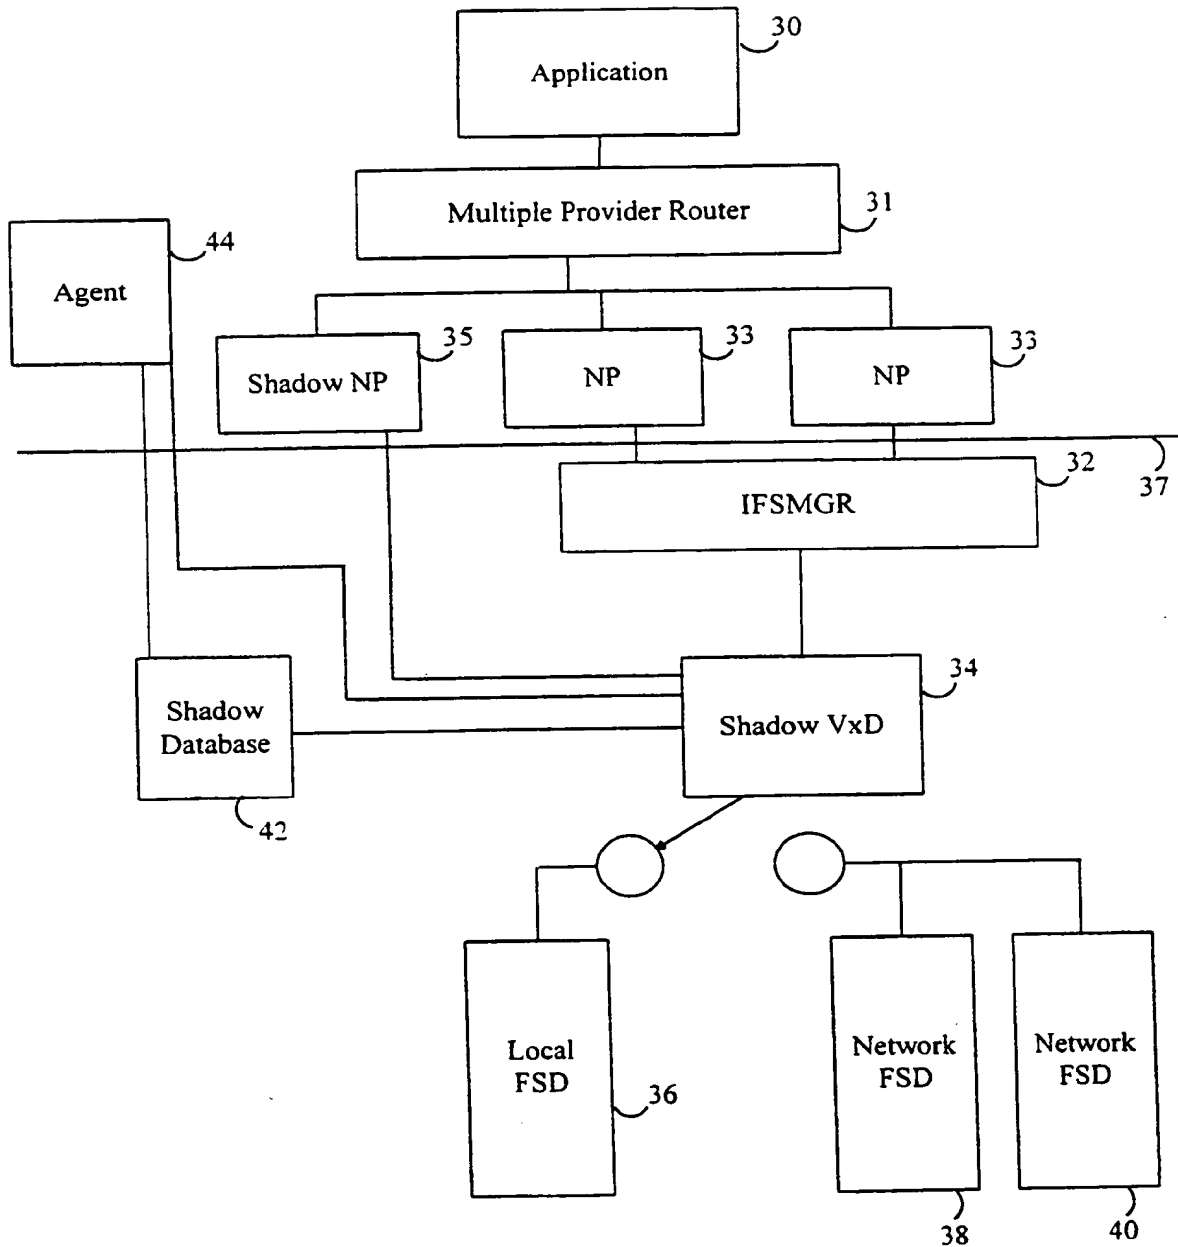 30
Application
Multiple Provider Router
31
44
Agent
35
Shadow NP
33
NP
33
NP
37
32
IFSMGR
34
Shadow VxD
Shadow
Database
42
Local
FSD
36
Network
FSD
38
Network
FSD
40